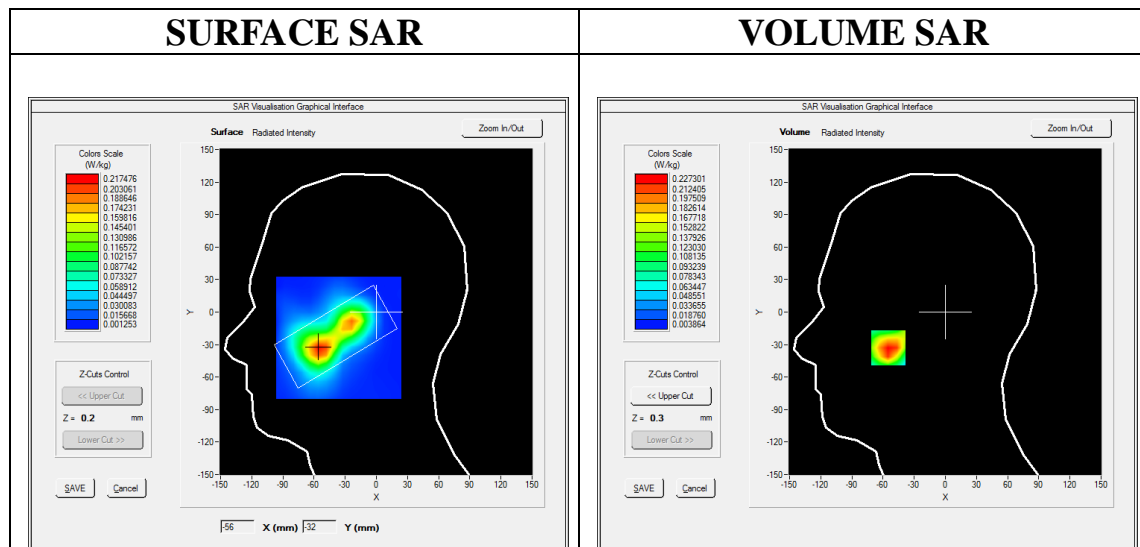 SURFACE SAR
VOLUME SAR
SAR Visualisation Graphical Interface
Surface Radiated Intensity
Zoom In/Out
Colors Scale
(W/kg)
0.217476
0.203061
0.188646
0.174231
0.159816
0.145401
0.130986
0.116572
0.102157
0.087742
0.073327
0.058912
0.044497
0.030083
0.015668
0.001253
Z-Cuts Control
<< Upper Cut
Z = 0.2 mm
Lower Cut >>
SAVE Cancel
150
120
90
60
30
0
-30
-60
-90
-120
-150
Y
-150 -120 -90 -60 -30 0 30 60 90 120 150
X
-56 X (mm) -32 Y (mm)
SAR Visualisation Graphical Interface
Volume Radiated Intensity
Zoom In/Out
Colors Scale
(W/kg)
0.227301
0.212405
0.197509
0.182614
0.167718
0.152822
0.137926
0.123030
0.108135
0.093239
0.078343
0.063447
0.048551
0.033655
0.018760
0.003864
Z-Cuts Control
<< Upper Cut
Z = 0.3 mm
Lower Cut >>
SAVE Cancel
150
120
90
60
30
0
-30
-60
-90
-120
-150
Y
-150 -120 -90 -60 -30 0 30 60 90 120 150
X